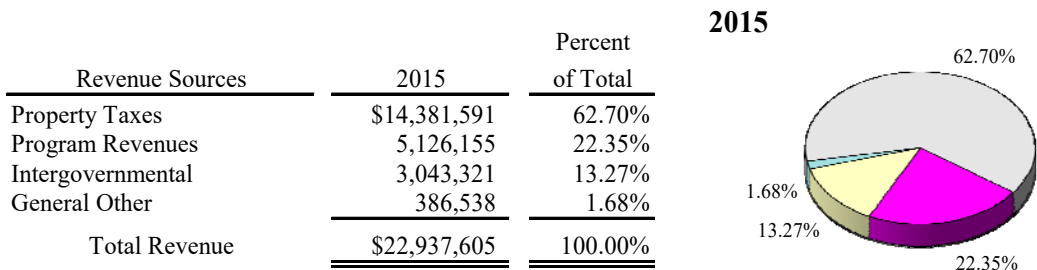 2015
Percent
Revenue Sources 2015 of Total
Property Taxes $14,381,591 62.70%
Program Revenues 5,126,155 22.35%
Intergovernmental 3,043,321 13.27%
General Other 386,538 1.68%
Total Revenue $22,937,605 100.00%
62.70%
1.68%
13.27%
22.35%